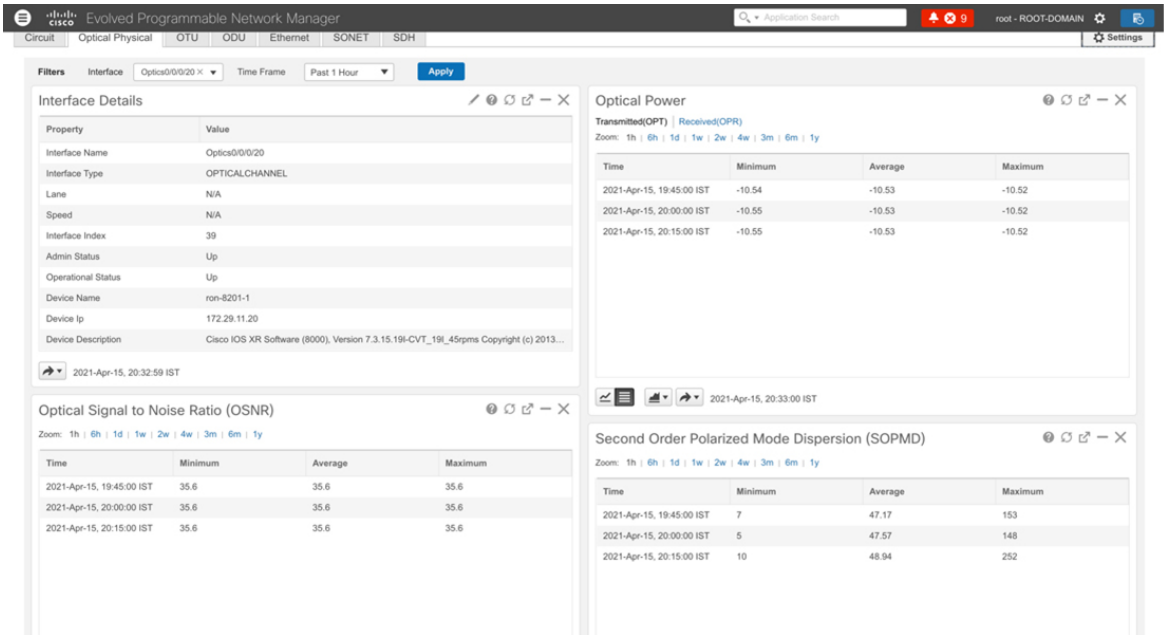 cisco Evolved Programmable Network Manager Application Search 9 root - ROOT-DOMAIN
Circuit Optical Physical OTU ODU Ethernet SONET SDH Settings
Filters Interface Optics0/0/0/20 Time Frame Past 1 Hour Apply
Interface Details
Property Value
Interface Name Optics0/0/0/20
Interface Type OPTICALCHANNEL
Lane N/A
Speed N/A
Interface Index 39
Admin Status Up
Operational Status Up
Device Name ron-8201-1
Device Ip 172.29.11.20
Device Description Cisco IOS XR Software (8000), Version 7.3.15.19I-CVT_19I_45rpms Copyright (c) 2013...
2021-Apr-15, 20:32:59 IST
Optical Power
Transmitted(OPT) | Received(OPR)
Zoom: 1h | 6h | 1d | 1w | 2w | 4w | 3m | 6m | 1y
Time Minimum Average Maximum
2021-Apr-15, 19:45:00 IST -10.54 -10.53 -10.52
2021-Apr-15, 20:00:00 IST -10.55 -10.53 -10.52
2021-Apr-15, 20:15:00 IST -10.55 -10.53 -10.52
2021-Apr-15, 20:33:00 IST
Optical Signal to Noise Ratio (OSNR)
Zoom: 1h | 6h | 1d | 1w | 2w | 4w | 3m | 6m | 1y
Time Minimum Average Maximum
2021-Apr-15, 19:45:00 IST 35.6 35.6 35.6
2021-Apr-15, 20:00:00 IST 35.6 35.6 35.6
2021-Apr-15, 20:15:00 IST 35.6 35.6 35.6
Second Order Polarized Mode Dispersion (SOPMD)
Zoom: 1h | 6h | 1d | 1w | 2w | 4w | 3m | 6m | 1y
Time Minimum Average Maximum
2021-Apr-15, 19:45:00 IST 7 47.17 153
2021-Apr-15, 20:00:00 IST 5 47.57 148
2021-Apr-15, 20:15:00 IST 10 48.94 252